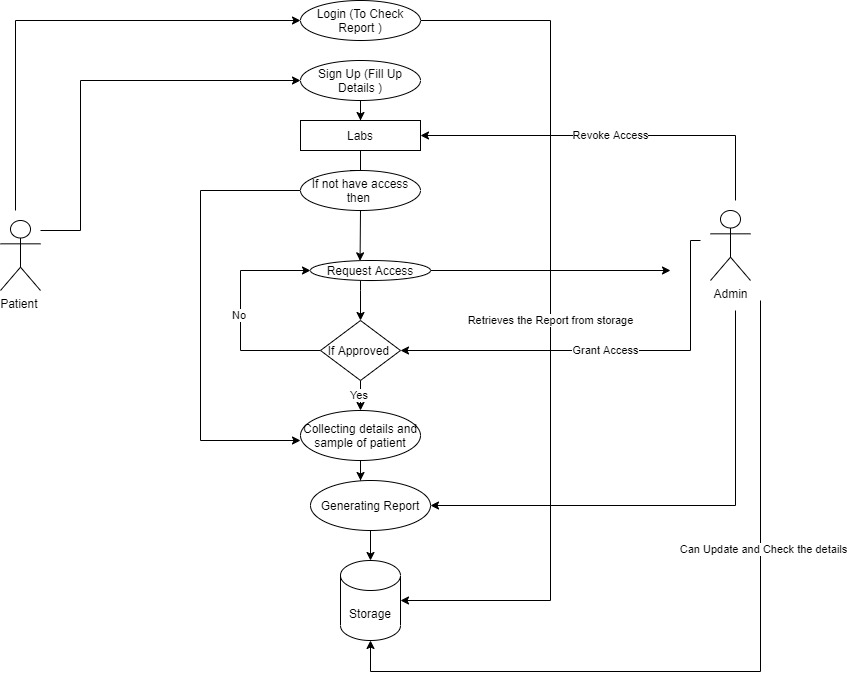 Login (To Check
Report )
Sign Up (Fill Up
Details )
Labs
Revoke Access
If not have access
then
Request Access
Patient
Admin
No
Retrieves the Report from storage
If Approved
Grant Access
Yes
Collecting details and
sample of patient
Generating Report
Can Update and Check the details
Storage